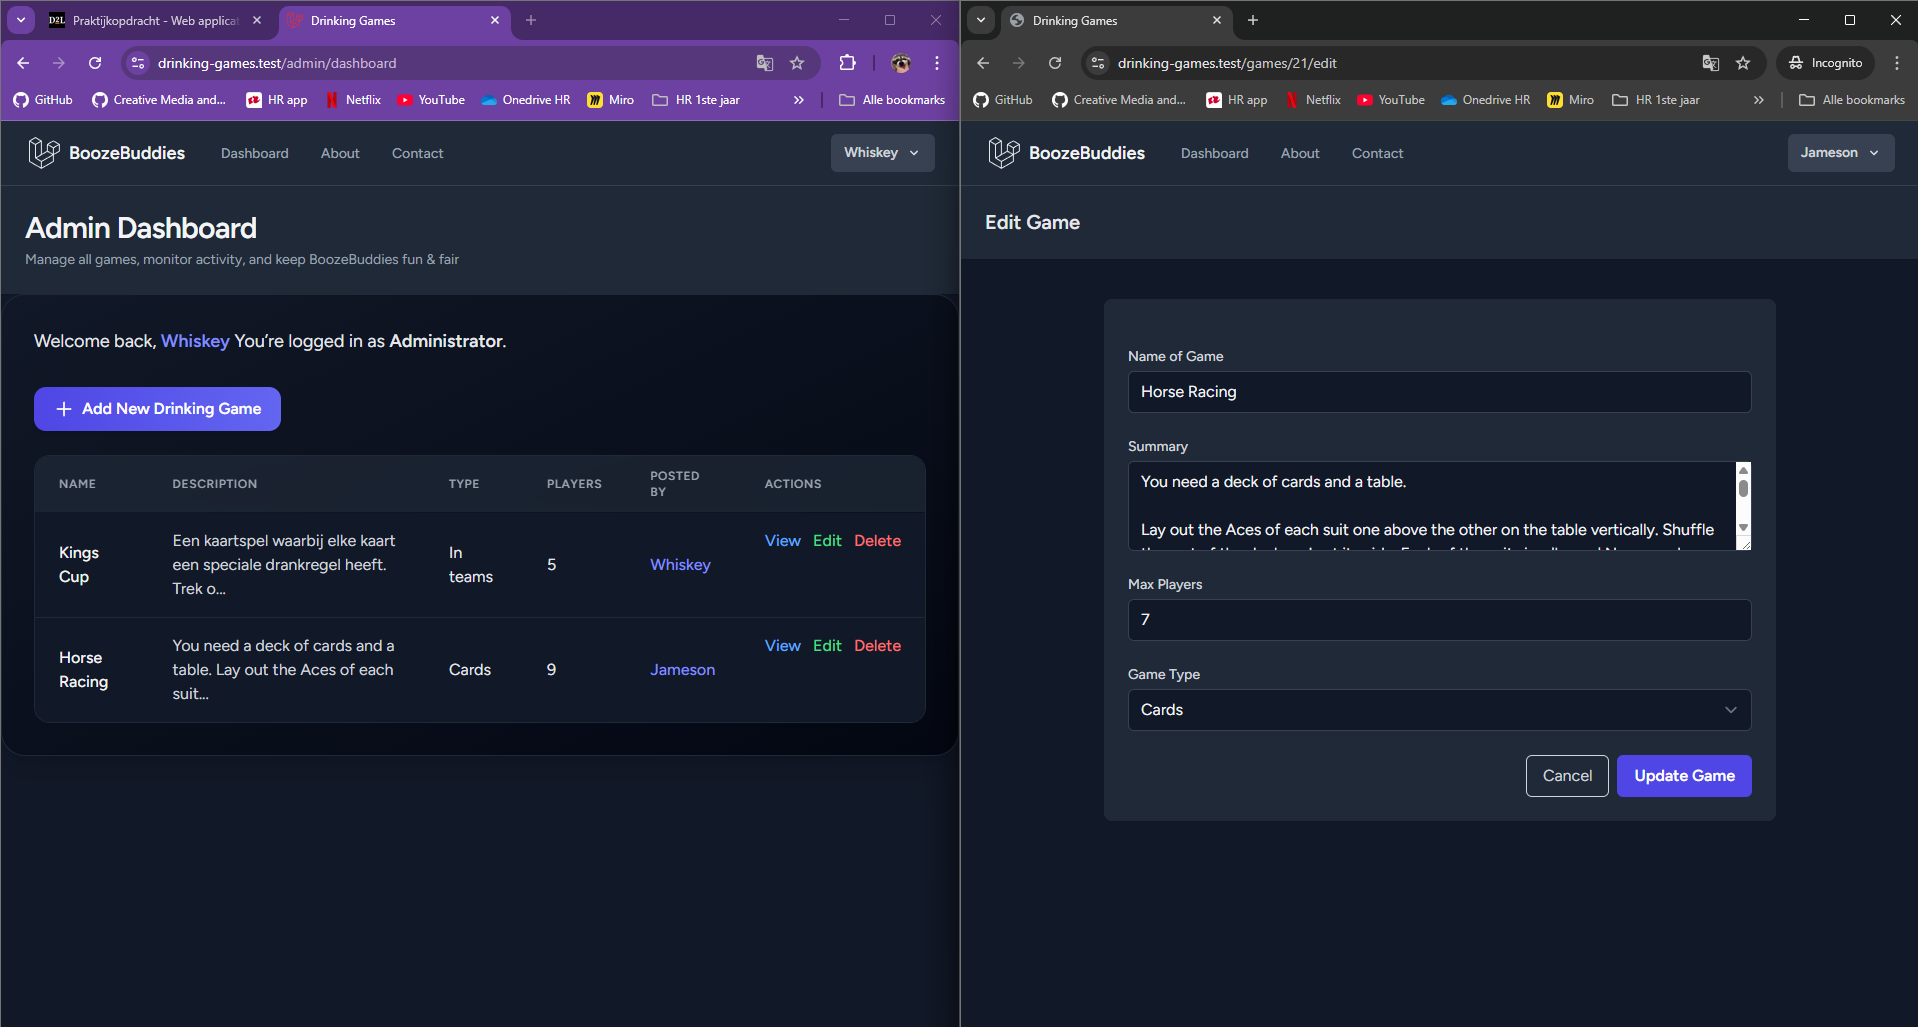 D2L Praktijkopdracht - Web applicat
Drinking Games
drinking-games.test/admin/dashboard
GitHub
Creative Media and...
HR app
Netflix
YouTube
Onedrive HR
Miro
HR 1ste jaar
»
Alle bookmarks
BoozeBuddies
Dashboard
About
Contact
Whiskey
Admin Dashboard
Manage all games, monitor activity, and keep BoozeBuddies fun & fair
Welcome back, Whiskey You’re logged in as Administrator.
+ Add New Drinking Game
NAME DESCRIPTION TYPE PLAYERS POSTED BY ACTIONS
Kings
Cup
Een kaartspel waarbij elke kaart
een speciale drankregel heeft.
Trek o...
In
teams
5
Whiskey
View Edit Delete
Horse
Racing
You need a deck of cards and a
table. Lay out the Aces of each
suit...
Cards
9
Jameson
View Edit Delete
Drinking Games
drinking-games.test/games/21/edit
Incognito
GitHub
Creative Media and...
HR app
Netflix
YouTube
Onedrive HR
Miro
HR 1ste jaar
»
Alle bookmarks
BoozeBuddies
Dashboard
About
Contact
Jameson
Edit Game
Name of Game
Horse Racing
Summary
You need a deck of cards and a table.
Lay out the Aces of each suit one above the other on the table vertically. Shuffle
Max Players
7
Game Type
Cards
Cancel
Update Game